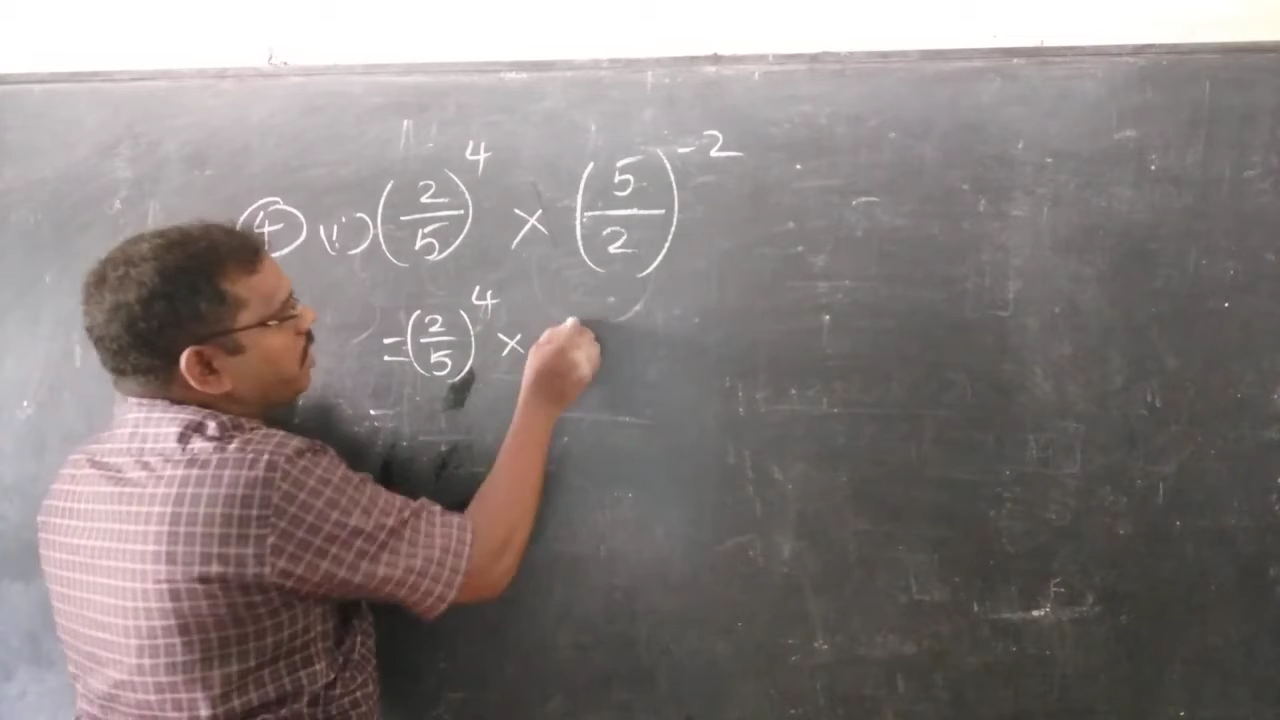 ④ (ii) (2/5)^4 × (5/2)^-2
= (2/5)^4 ×